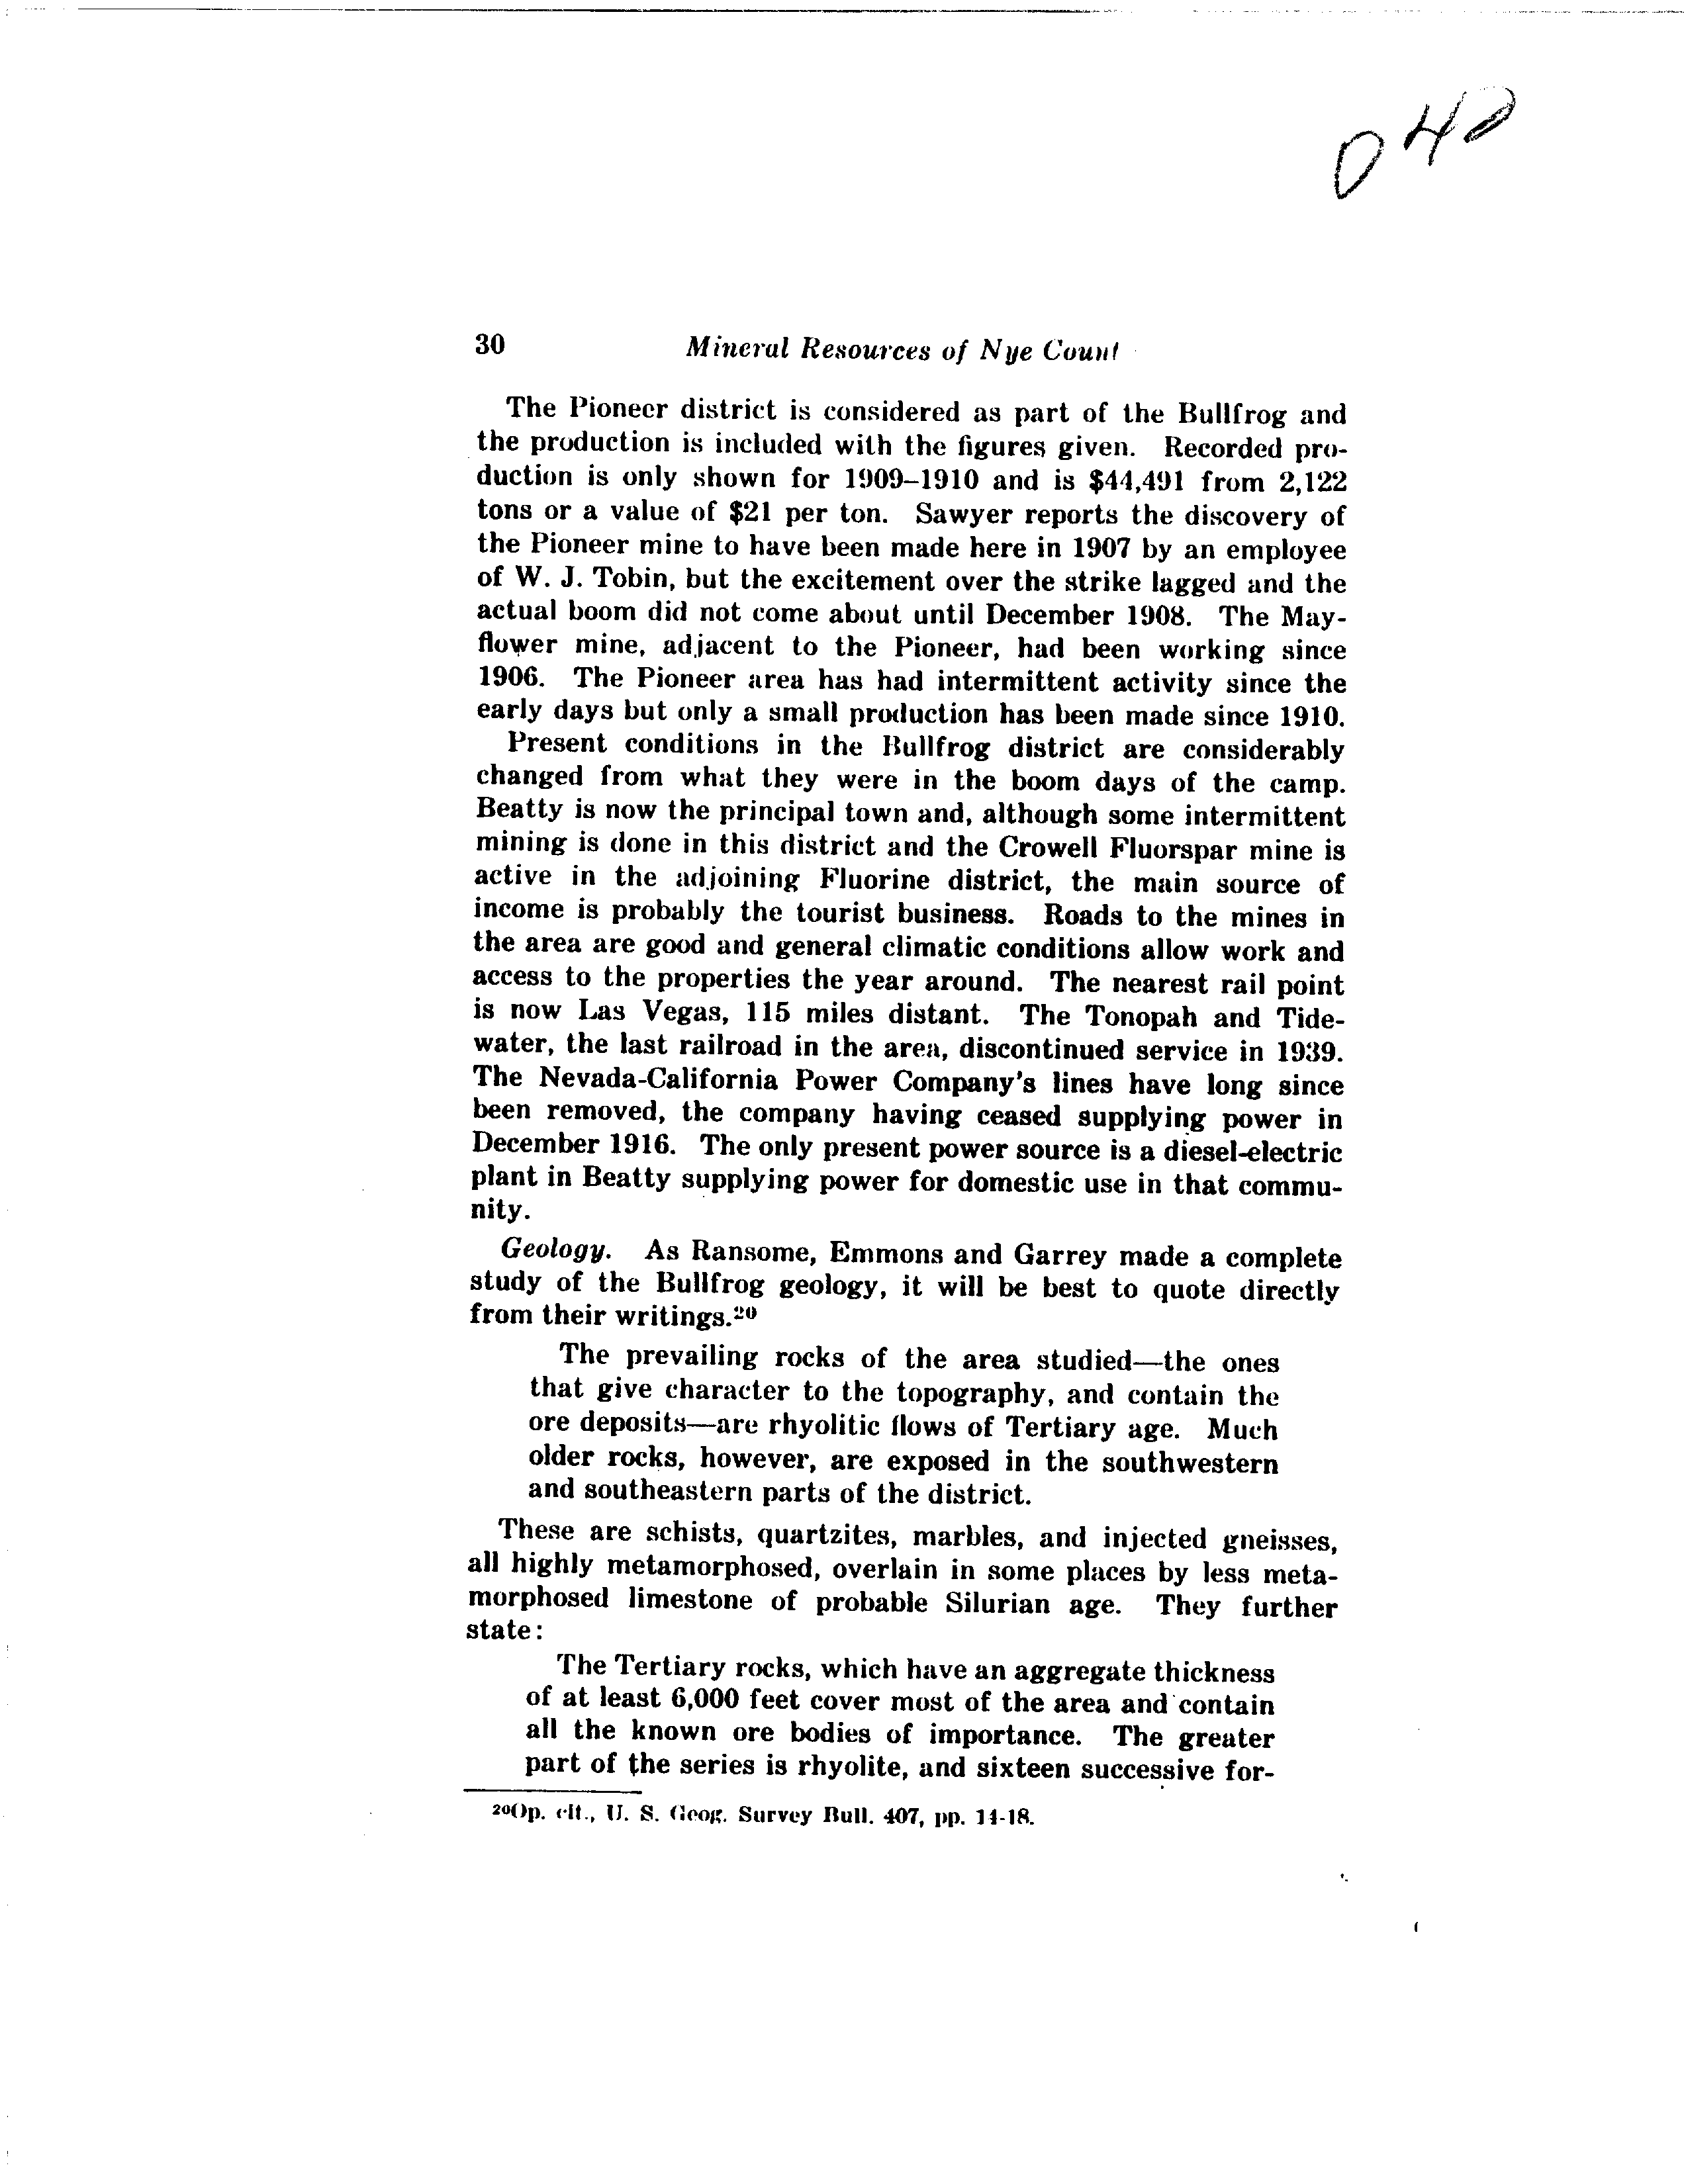 040
30 Mineral Resources of Nye Count
The Pioneer district is considered as part of the Bullfrog and
the production is included with the figures given. Recorded pro-
duction is only shown for 1909–1910 and is $44,491 from 2,122
tons or a value of $21 per ton. Sawyer reports the discovery of
the Pioneer mine to have been made here in 1907 by an employee
of W. J. Tobin, but the excitement over the strike lagged and the
actual boom did not come about until December 1908. The May-
flower mine, adjacent to the Pioneer, had been working since
1906. The Pioneer area has had intermittent activity since the
early days but only a small production has been made since 1910.
Present conditions in the Bullfrog district are considerably
changed from what they were in the boom days of the camp.
Beatty is now the principal town and, although some intermittent
mining is done in this district and the Crowell Fluorspar mine is
active in the adjoining Fluorine district, the main source of
income is probably the tourist business. Roads to the mines in
the area are good and general climatic conditions allow work and
access to the properties the year around. The nearest rail point
is now Las Vegas, 115 miles distant. The Tonopah and Tide-
water, the last railroad in the area, discontinued service in 1939.
The Nevada-California Power Company's lines have long since
been removed, the company having ceased supplying power in
December 1916. The only present power source is a diesel-electric
plant in Beatty supplying power for domestic use in that commu-
nity.
Geology. As Ransome, Emmons and Garrey made a complete
study of the Bullfrog geology, it will be best to quote directly
from their writings.20
The prevailing rocks of the area studied—the ones
that give character to the topography, and contain the
ore deposits—are rhyolitic flows of Tertiary age. Much
older rocks, however, are exposed in the southwestern
and southeastern parts of the district.
These are schists, quartzites, marbles, and injected gneisses,
all highly metamorphosed, overlain in some places by less meta-
morphosed limestone of probable Silurian age. They further
state:
The Tertiary rocks, which have an aggregate thickness
of at least 6,000 feet cover most of the area and contain
all the known ore bodies of importance. The greater
part of the series is rhyolite, and sixteen successive for-
20Op. cit., U. S. Geog. Survey Bull. 407, pp. 14-18.